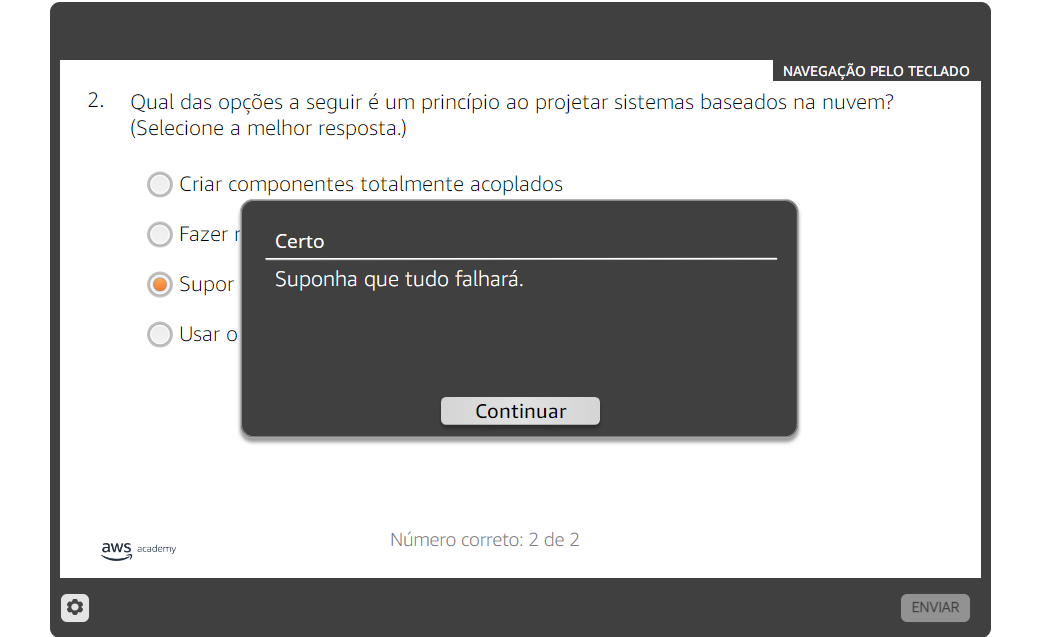 NAVEGAÇÃO PELO TECLADO
2. Qual das opções a seguir é um princípio ao projetar sistemas baseados na nuvem?
(Selecione a melhor resposta.)
Criar componentes totalmente acoplados
Fazer
Supor
Usar o
Certo
Suponha que tudo falhará.
Continuar
Número correto: 2 de 2
aws academy
ENVIAR